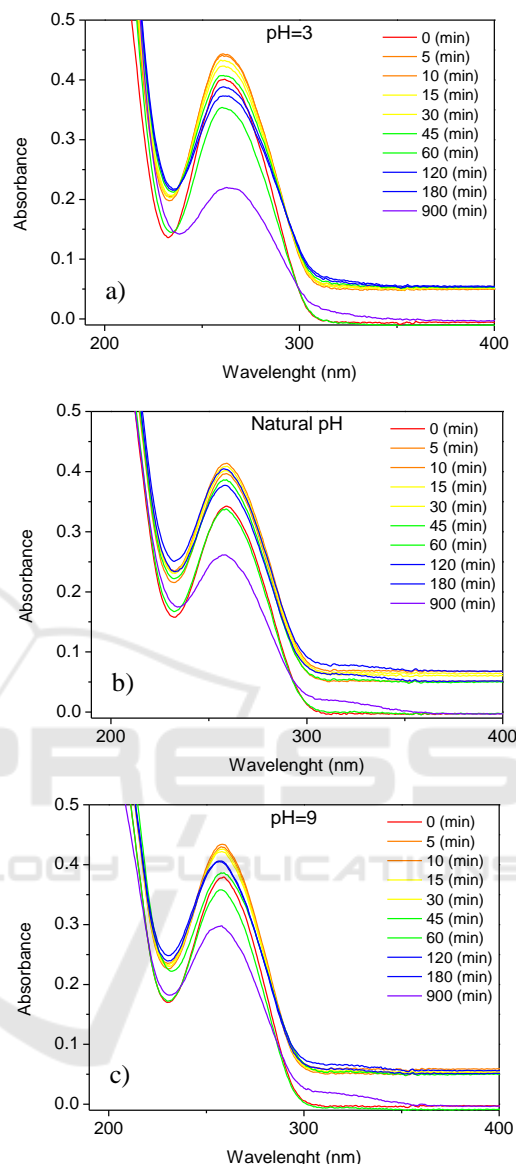 pH=3
0 (min)
5 (min)
10 (min)
15 (min)
30 (min)
45 (min)
60 (min)
120 (min)
180 (min)
900 (min)
0.5
0.4
0.3
0.2
0.1
0.0
Absorbance
a)
200 300 400
Wavelenght (nm)
Natural pH
0 (min)
5 (min)
10 (min)
15 (min)
30 (min)
45 (min)
60 (min)
120 (min)
180 (min)
900 (min)
0.5
0.4
0.3
0.2
0.1
0.0
Absorbance
b)
200 300 400
Wavelenght (nm)
PRESS
LOGY PUBLICATIONS
pH=9
0 (min)
5 (min)
10 (min)
15 (min)
30 (min)
45 (min)
60 (min)
120 (min)
180 (min)
900 (min)
0.5
0.4
0.3
0.2
0.1
0.0
Absorbance
c)
200 300 400
Wavelenght (nm)